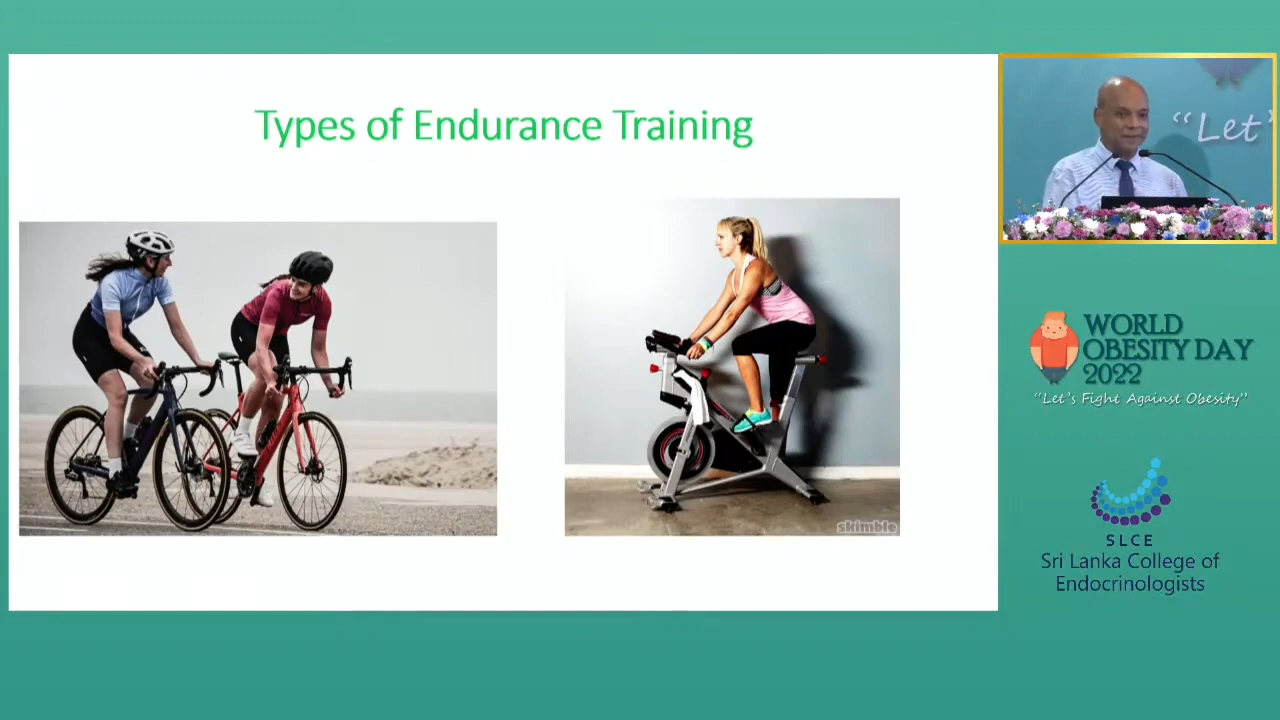 Types of Endurance Training
skimble
“Let
WORLD
OBESITY DAY
2022
“Let’s Fight Against Obesity”
SLCE
Sri Lanka College of
Endocrinologists